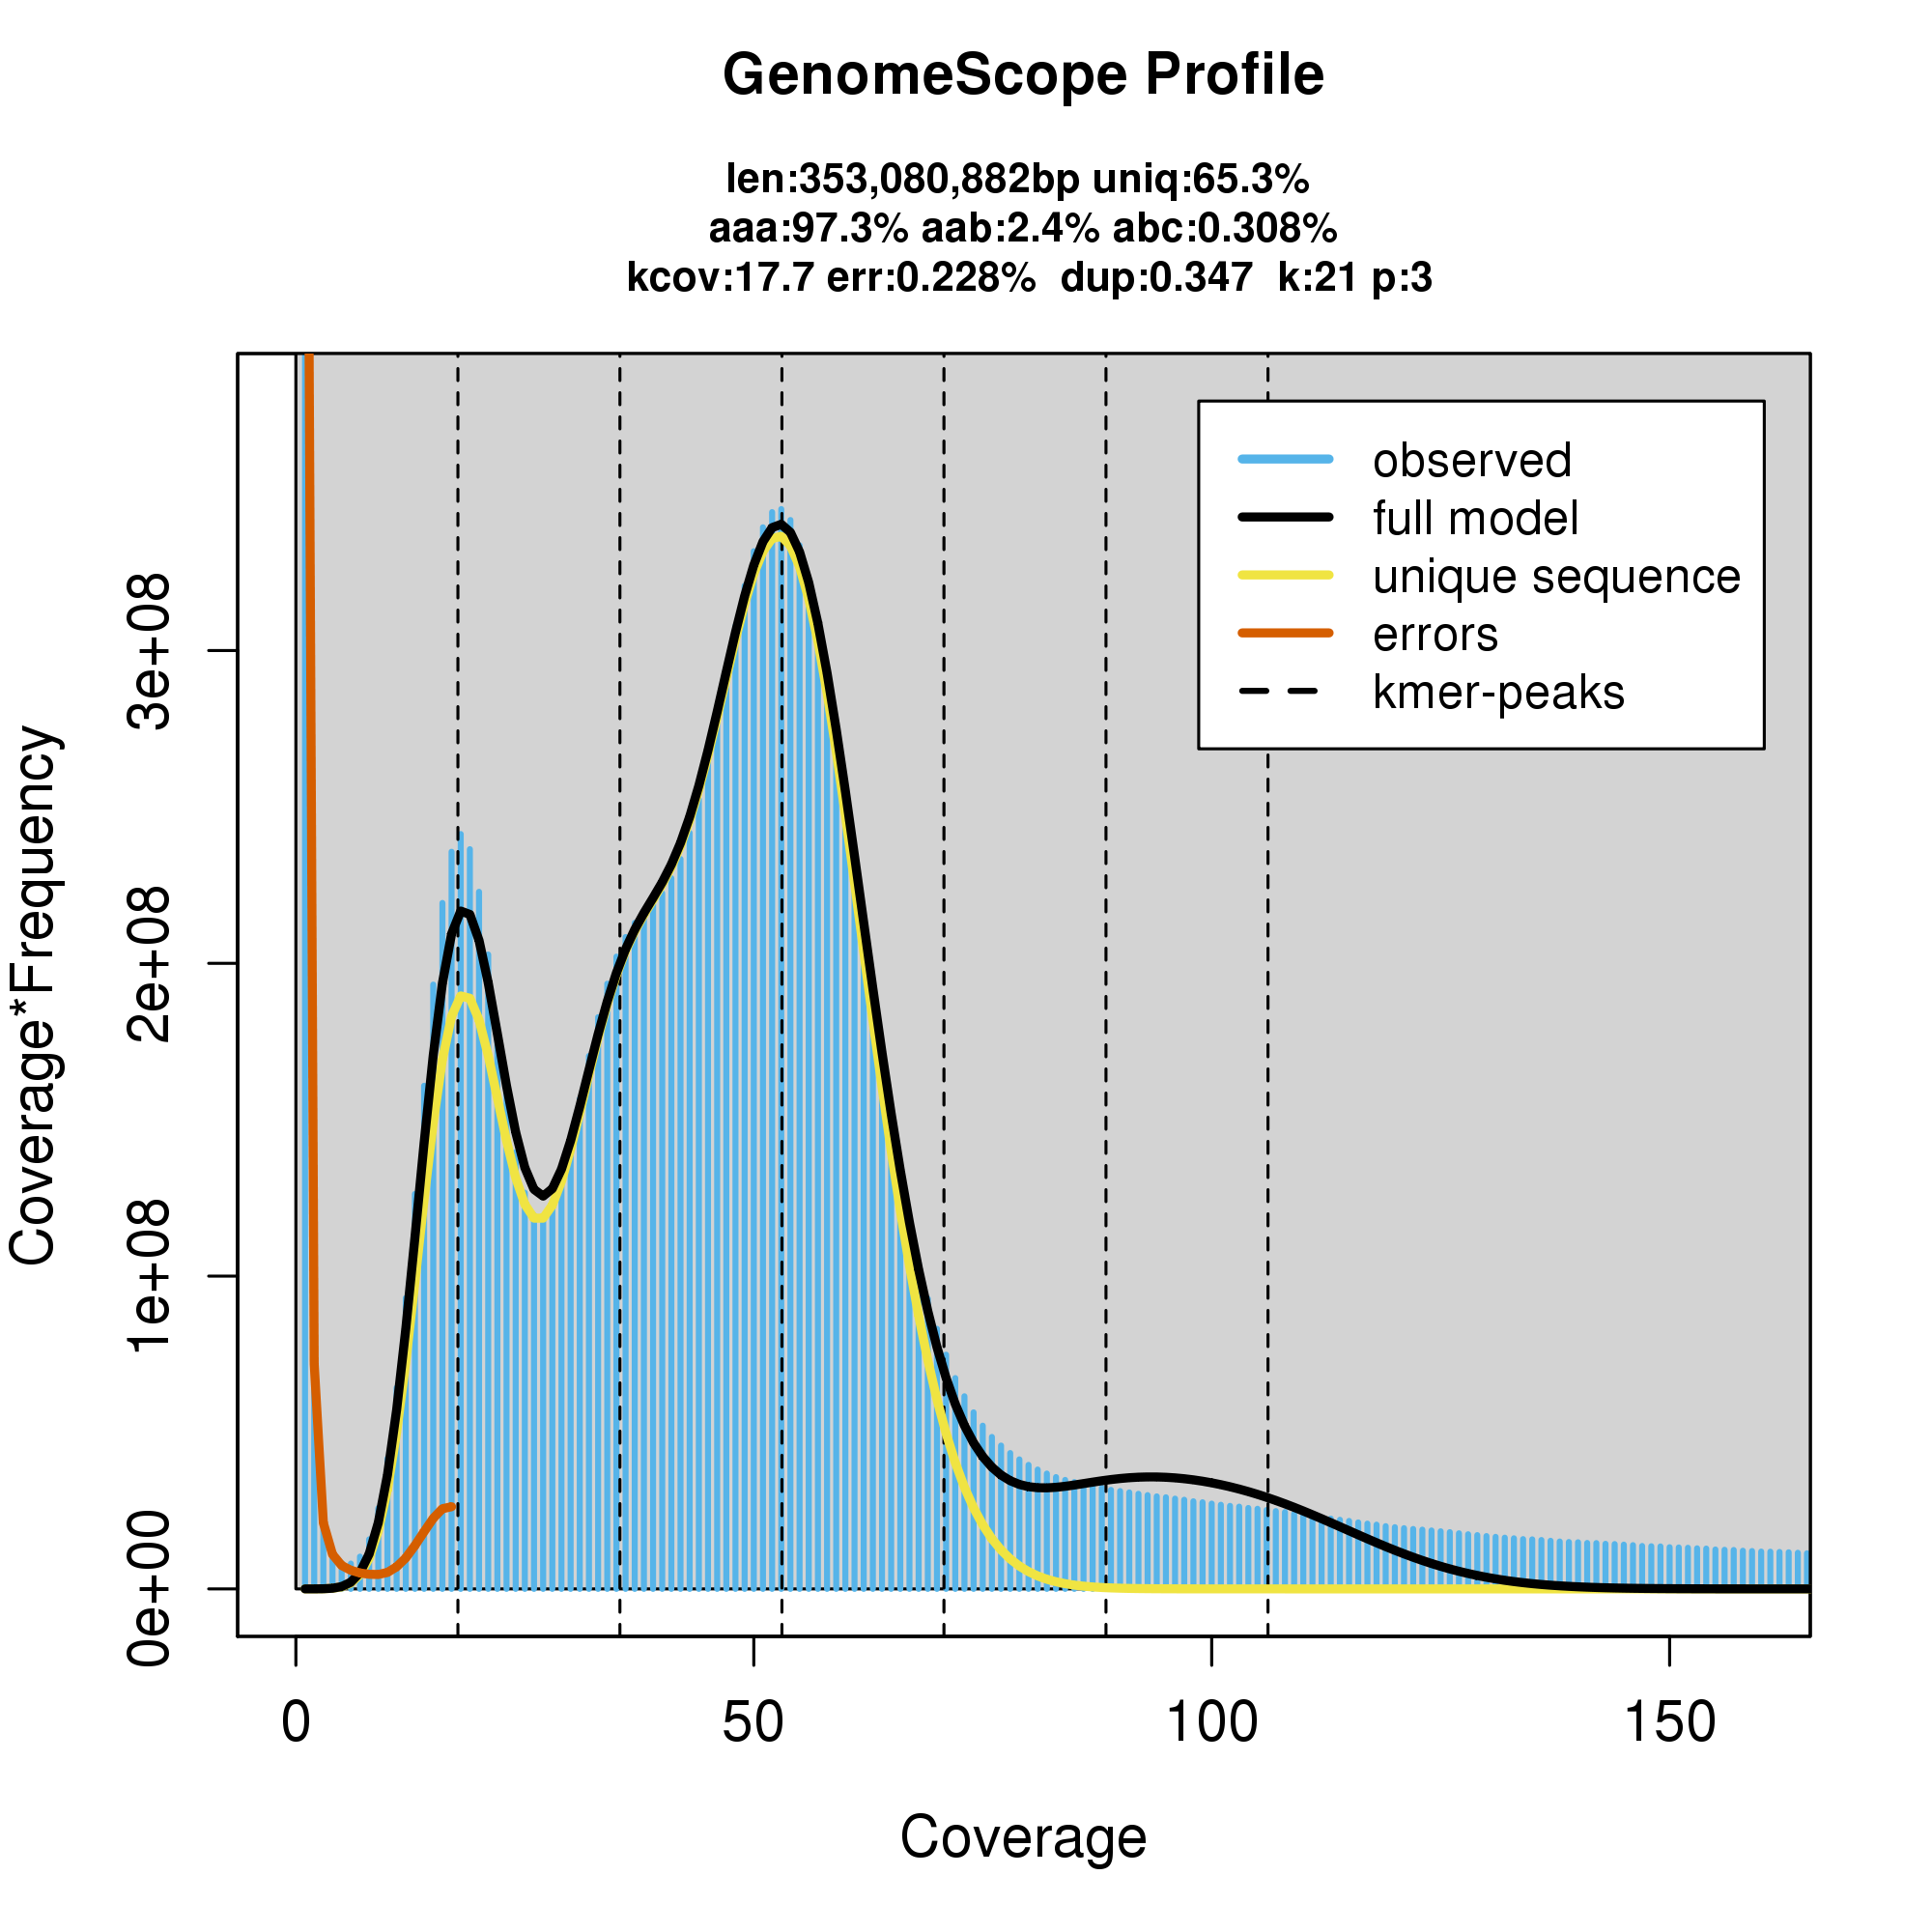 GenomeScope Profile
len:353,080,882bp uniq:65.3%
aaa:97.3% aab:2.4% abc:0.308%
kcov:17.7 err:0.228% dup:0.347 k:21 p:3
observed
full model
unique sequence
errors
kmer-peaks
Coverage*Frequency
3e+08
2e+08
1e+08
0e+00
0 50 100 150
Coverage